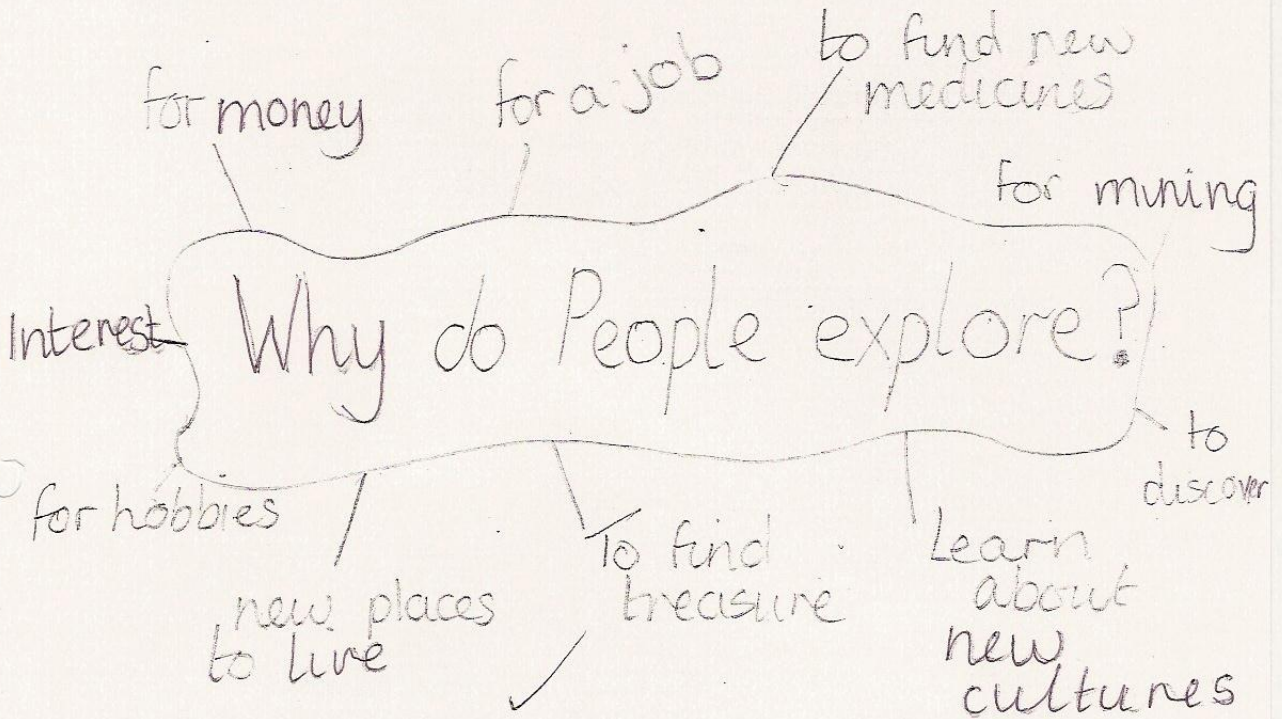 for money
for a job
to find new
medicines
for mining
Interest
Why do People explore?
to
discover
for hobbies
new places
to live
To find
treasure
Learn
about
new
cultures